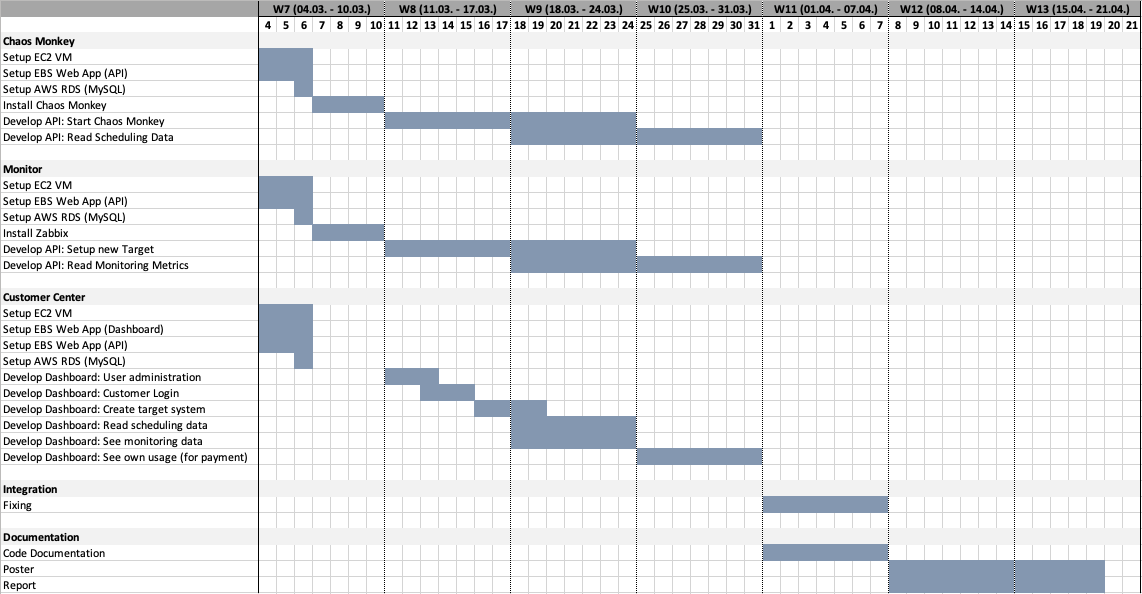 W7 (04.03. - 10.03.) W8 (11.03. - 17.03.) W9 (18.03. - 24.03.) W10 (25.03. - 31.03.) W11 (01.04. - 07.04.) W12 (08.04. - 14.04.) W13 (15.04. - 21.04.)
4 5 6 7 8 9 10 11 12 13 14 15 16 17 18 19 20 21 22 23 24 25 26 27 28 29 30 31 1 2 3 4 5 6 7 8 9 10 11 12 13 14 15 16 17 18 19 20 21
Chaos Monkey
Setup EC2 VM
Setup EBS Web App (API)
Setup AWS RDS (MySQL)
Install Chaos Monkey
Develop API: Start Chaos Monkey
Develop API: Read Scheduling Data
Monitor
Setup EC2 VM
Setup EBS Web App (API)
Setup AWS RDS (MySQL)
Install Zabbix
Develop API: Setup new Target
Develop API: Read Monitoring Metrics
Customer Center
Setup EC2 VM
Setup EBS Web App (Dashboard)
Setup EBS Web App (API)
Setup AWS RDS (MySQL)
Develop Dashboard: User administration
Develop Dashboard: Customer Login
Develop Dashboard: Create target system
Develop Dashboard: Read scheduling data
Develop Dashboard: See monitoring data
Develop Dashboard: See own usage (for payment)
Integration
Fixing
Documentation
Code Documentation
Poster
Report